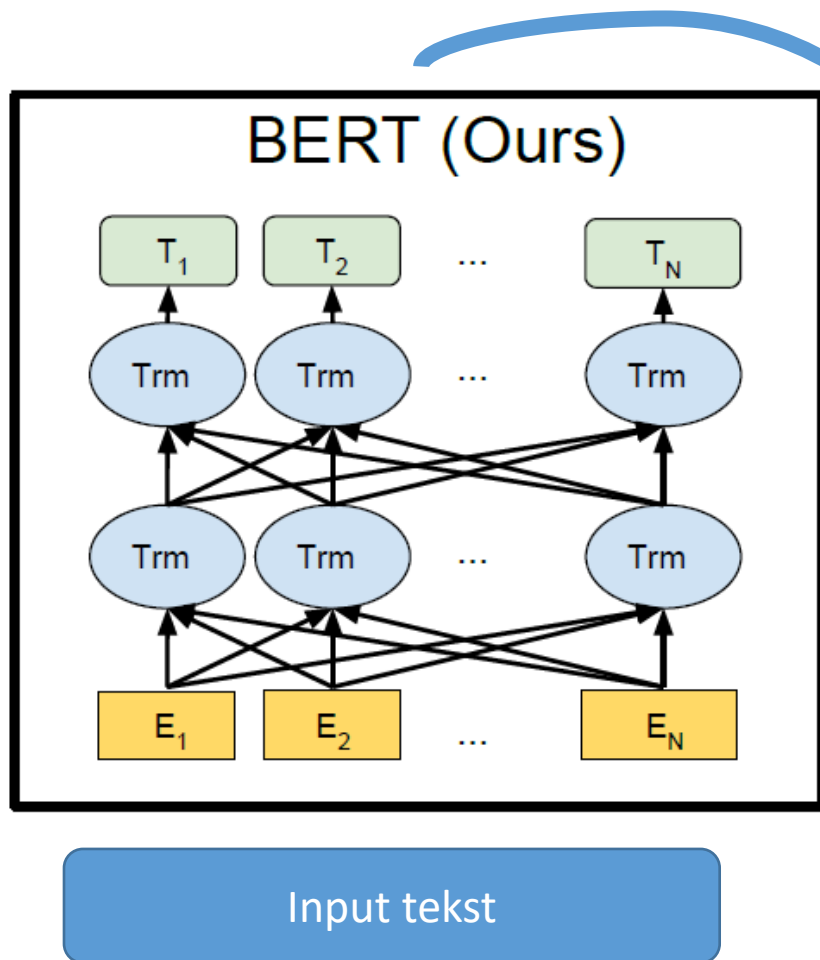 BERT (Ours)
T1 T2 ... TN
Trm Trm ... Trm
Trm Trm ... Trm
E1 E2 ... EN
Input tekst